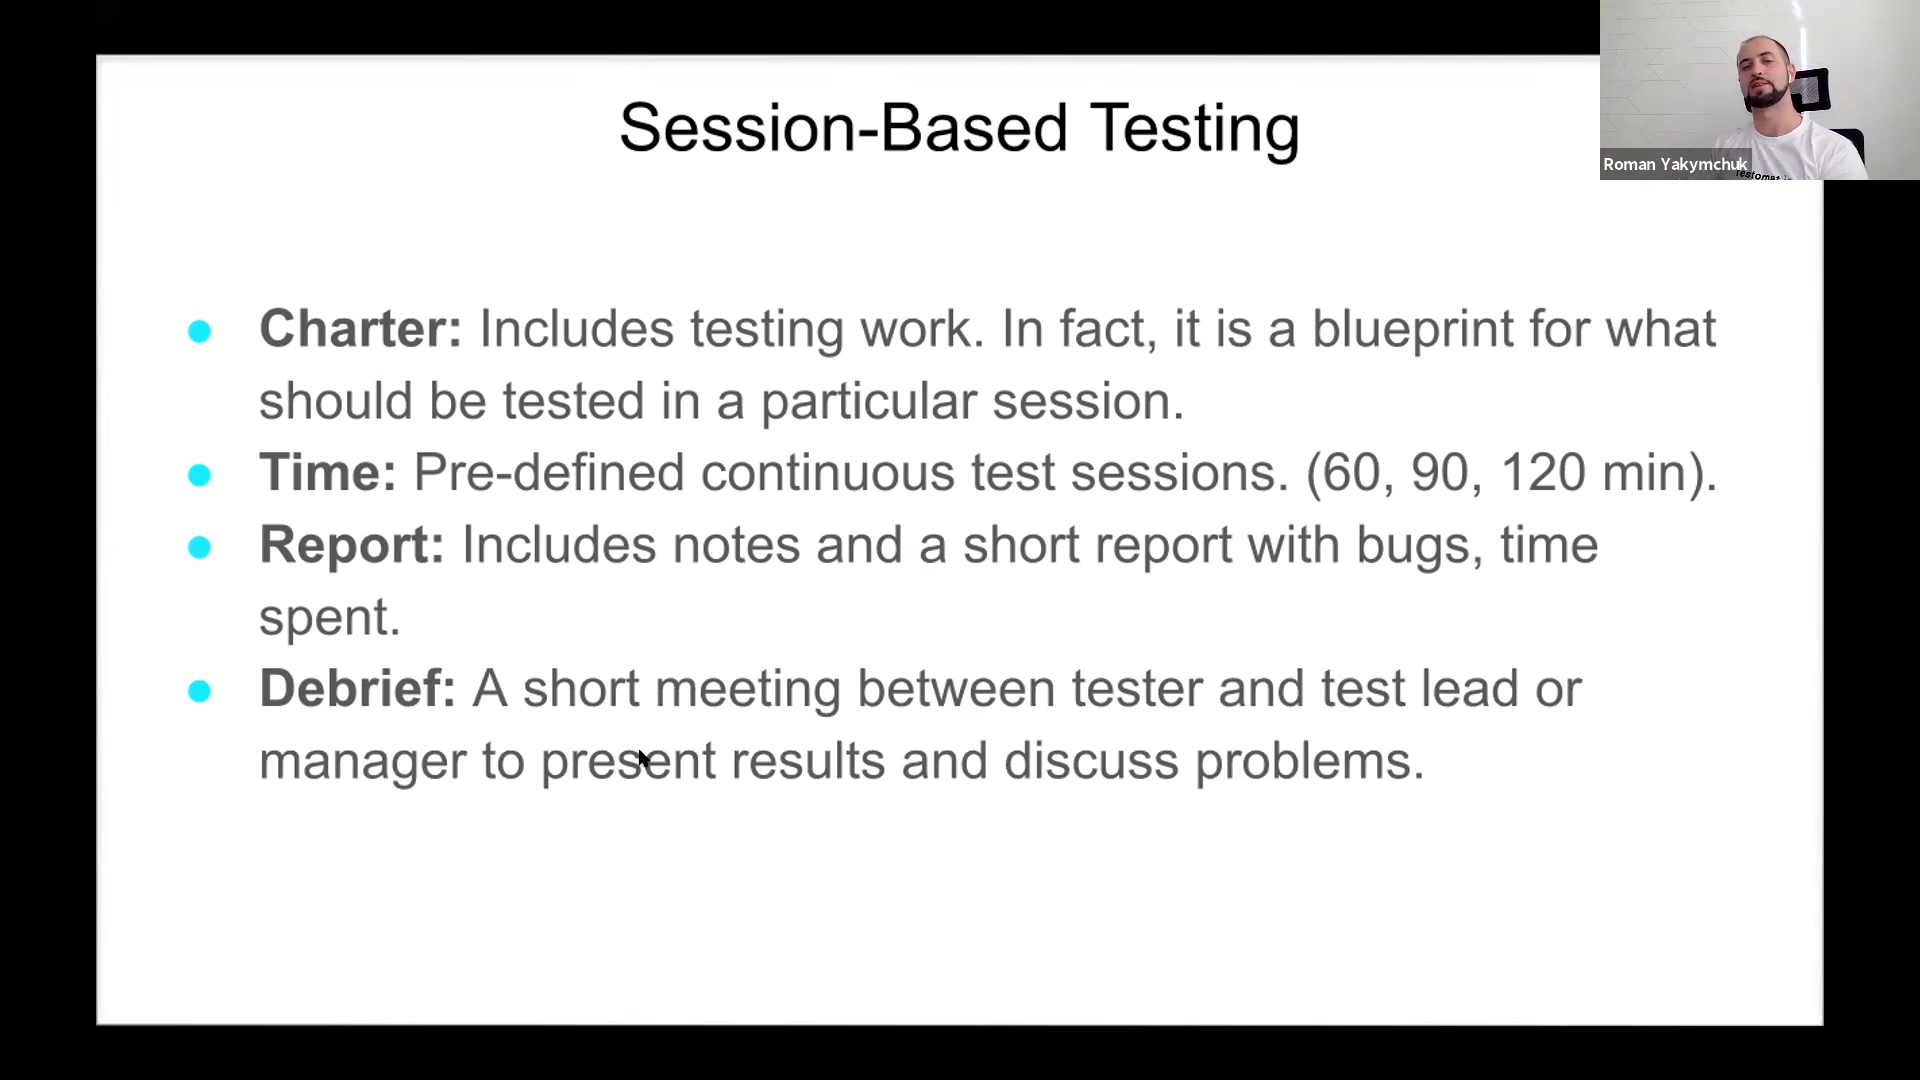 Session-Based Testing
Roman Yakymchuk
Charter: Includes testing work. In fact, it is a blueprint for what
should be tested in a particular session.
Time: Pre-defined continuous test sessions. (60, 90, 120 min).
Report: Includes notes and a short report with bugs, time
spent.
Debrief: A short meeting between tester and test lead or
manager to present results and discuss problems.